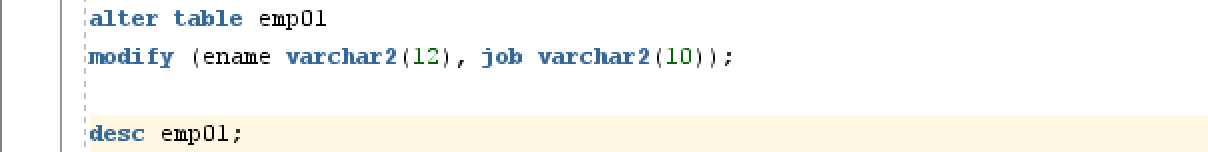 alter table emp01
modify (ename varchar2(12), job varchar2(10));
desc emp01;